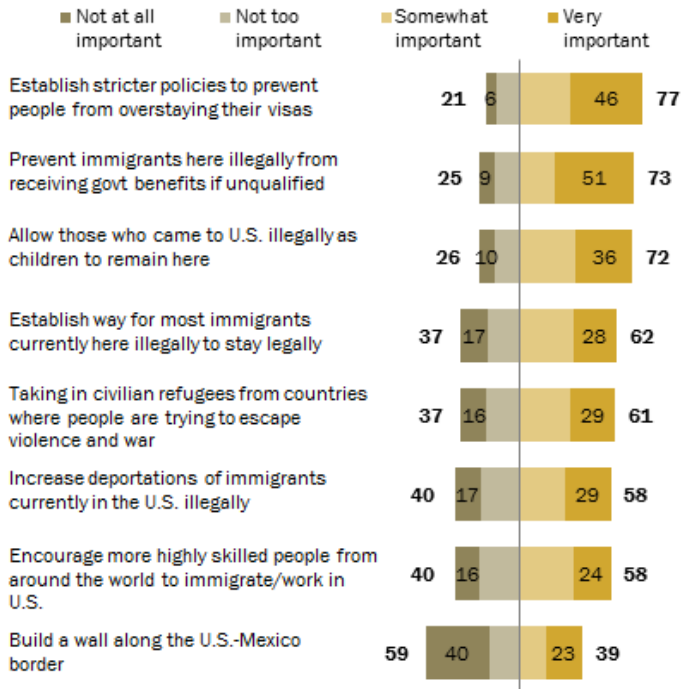 Not at all important
Not too important
Somewhat important
Very important
Establish stricter policies to prevent
people from overstaying their visas
21 6 46 77
Prevent immigrants here illegally from
receiving govt benefits if unqualified
25 9 51 73
Allow those who came to U.S. illegally as
children to remain here
26 10 36 72
Establish way for most immigrants
currently here illegally to stay legally
37 17 28 62
Taking in civilian refugees from countries
where people are trying to escape
violence and war
37 16 29 61
Increase deportations of immigrants
currently in the U.S. illegally
40 17 29 58
Encourage more highly skilled people from
around the world to immigrate/work in
U.S.
40 16 24 58
Build a wall along the U.S.-Mexico
border
59 40 23 39